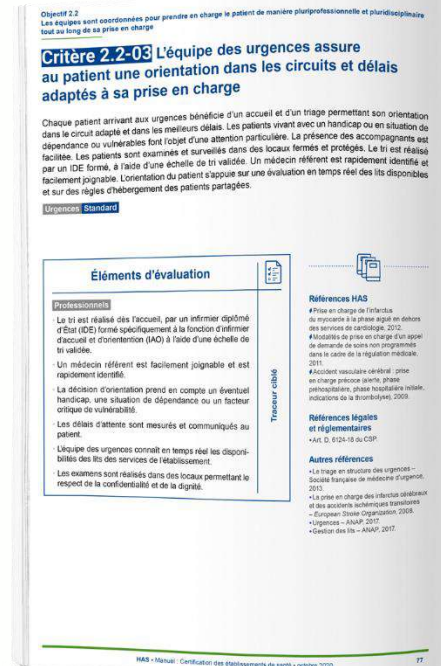 Objectif 2.2
Les équipes sont coordonnées pour prendre en charge le patient de manière pluriprofessionnelle et pluridisciplinaire
tout au long de sa prise en charge
Critère 2.2-03 L'équipe des urgences assure
au patient une orientation dans les circuits et délais
adaptés à sa prise en charge
Chaque patient arrivant aux urgences bénéficie d'un accueil et d'un triage permettant son orientation
dans le circuit adapté et dans les meilleurs délais. Les patients vivant avec un handicap ou en situation de
dépendance ou vulnérables font l'objet d'une attention particulière. La présence des accompagnants est
facilitée. Les patients sont examinés et surveillés dans des locaux fermés et protégés. Le tri est réalisé
par un IDE formé, à l'aide d'une échelle de tri validée. Un médecin référent est rapidement identifié et
facilement joignable. L'orientation du patient s'appuie sur une évaluation en temps réel des lits disponibles
et sur des règles d'hébergement des patients partagées.
Urgences Standard
Éléments d'évaluation
Professionnels
· Le tri est réalisé dès l'accueil, par un infirmier diplômé
d'État (IDE) formé spécifiquement à la fonction d'infirmier
d'accueil et d'orientation (IAO) à l'aide d'une échelle de
tri validée.
· Un médecin référent est facilement joignable et est
rapidement identifié.
· La décision d'orientation prend en compte un éventuel
handicap, une situation de dépendance ou un facteur
critique de vulnérabilité.
· Les délais d'attente sont mesurés et communiqués au
patient.
· L'équipe des urgences connaît en temps réel les disponi-
bilités des lits des services de l'établissement.
· Les examens sont réalisés dans des locaux permettant le
respect de la confidentialité et de la dignité.
Traceur ciblé
Références HAS
Prise en charge de l'infarctus
du myocarde à la phase aiguë en dehors
des services de cardiologie, 2012.
Modalités de prise en charge d'un appel
de demande de soins non programmés
dans le cadre de la régulation médicale,
2011.
Accident vasculaire cérébral : prise
en charge précoce (alerte, phase
préhospitalière, phase hospitalière initiale,
indications de la thrombolyse), 2009.
Références légales
et réglementaires
• Art. D. 6124-18 du CSP.
Autres références
• Le triage en structure des urgences –
Société française de médecine d'urgence,
2013.
• La prise en charge des infarctus cérébraux
et des accidents ischémiques transitoires
– European Stroke Organization, 2008.
• Urgences – ANAP, 2017.
• Gestion des lits – ANAP, 2017.
HAS • Manuel : Certification des établissements de santé • octobre 2020
77